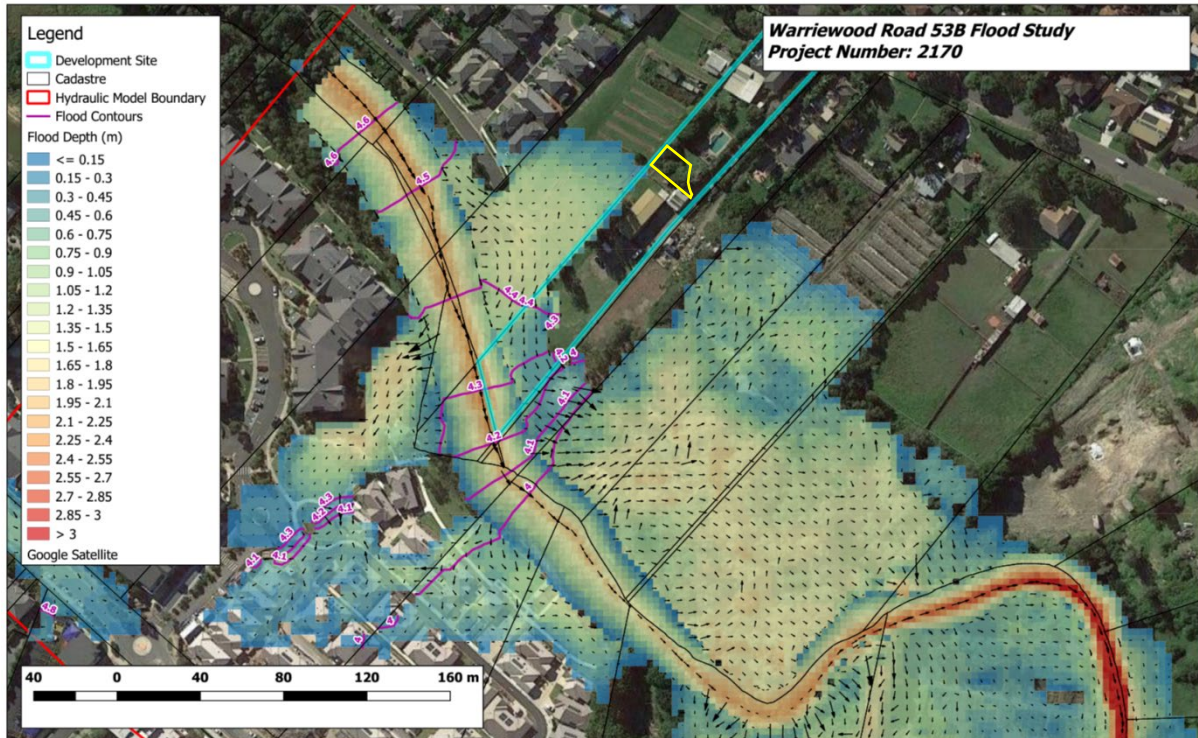 Warriewood Road 53B Flood Study
Project Number: 2170
Legend
Development Site
Cadastre
Hydraulic Model Boundary
Flood Contours
Flood Depth (m)
<= 0.15
0.15 - 0.3
0.3 - 0.45
0.45 - 0.6
0.6 - 0.75
0.75 - 0.9
0.9 - 1.05
1.05 - 1.2
1.2 - 1.35
1.35 - 1.5
1.5 - 1.65
1.65 - 1.8
1.8 - 1.95
1.95 - 2.1
2.1 - 2.25
2.25 - 2.4
2.4 - 2.55
2.55 - 2.7
2.7 - 2.85
2.85 - 3
> 3
Google Satellite
4.6
4.6
4.5
4.4
4.4
4.3
4.3
4.1
4.2
4.1
4
4.3
4.2
4.1
4.3
4.1
4
4
40 0 40 80 120 160 m